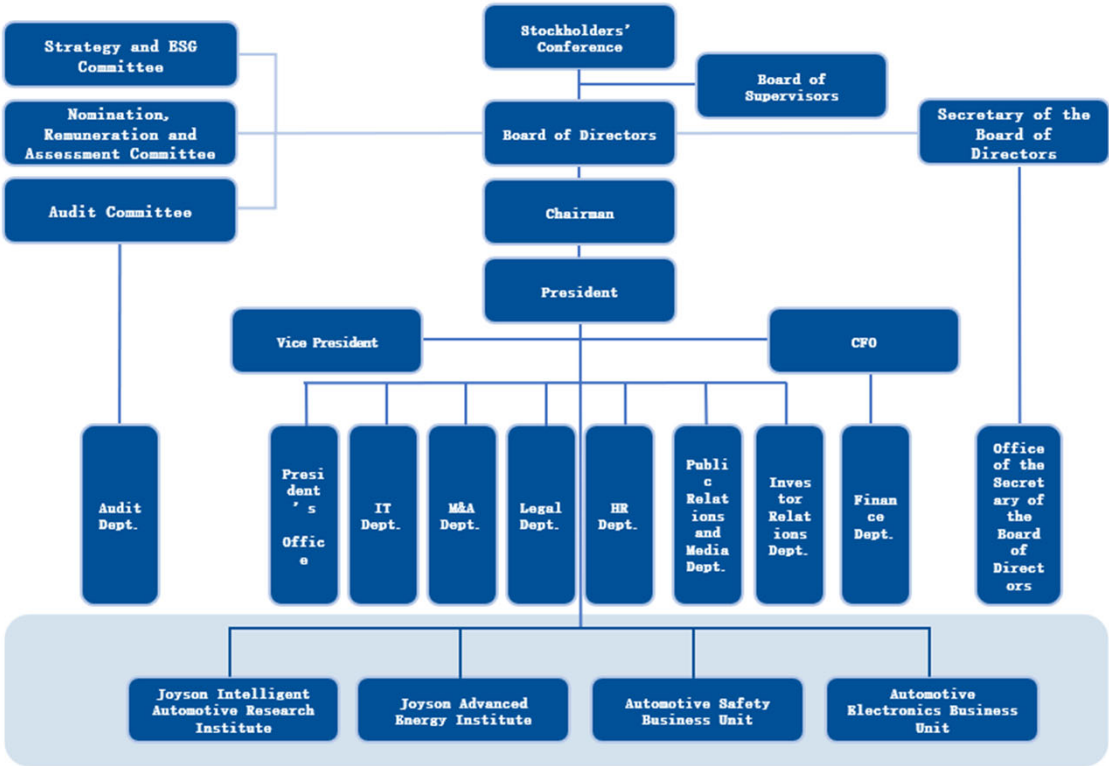 Stockholders’
Conference
Strategy and ESG
Committee
Board of
Supervisors
Nomination,
Remuneration and
Assessment Committee
Board of Directors
Secretary of the
Board of
Directors
Audit Committee
Chairman
President
Vice President
CFO
Audit
Dept.
Presi
dent
’s
Offic
e
IT
Dept.
M&A
Dept.
Legal
Dept.
HR
Dept.
Publi
c
Relat
ions
and
Media
Dept.
Inves
tor
Relat
ions
Dept.
Finan
ce
Dept.
Office
of the
Secret
ary of
the
Board
of
Direct
ors
Joyson Intelligent
Automotive Research
Institute
Joyson Advanced
Energy Institute
Automotive Safety
Business Unit
Automotive
Electronics Business
Unit